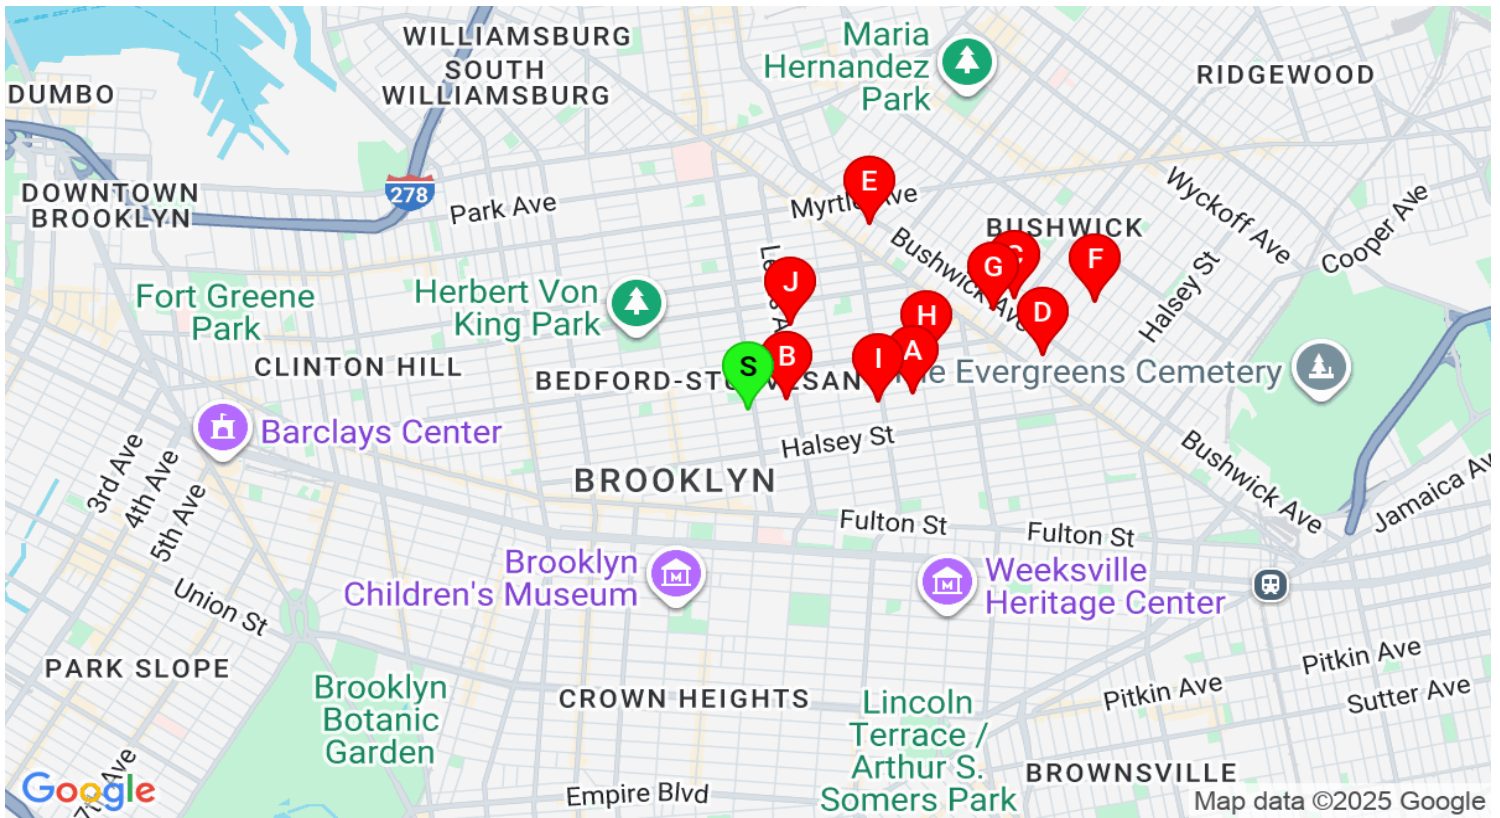 WILLIAMSBURG
SOUTH
WILLIAMSBURG
DUMBO
Maria
Hernandez
Park
RIDGEWOOD
DOWNTOWN
BROOKLYN
278
Park Ave
E
Myrtle Ave
Wyckoff Ave
Cooper Ave
BUSHWICK
Bushwick Ave
G
C
F
Halsey St
Fort Greene
Park
Herbert Von
King Park
J
D
H
CLINTON HILL
S
B
I
A
BEDFORD-STUYVESANT
The Evergreens Cemetery
Barclays Center
Halsey St
Bushwick Ave
3rd Ave
4th Ave
5th Ave
BROOKLYN
Jamaica Av
Fulton St
Fulton St
Brooklyn
Children's Museum
Weeksville
Heritage Center
Union St
PARK SLOPE
Pitkin Ave
Pitkin Ave
Sutter Ave
Brooklyn
Botanic
Garden
CROWN HEIGHTS
Lincoln
Terrace /
Arthur S.
Somers Park
BROWNSVILLE
7th Ave
Google
Empire Blvd
Map data ©2025 Google